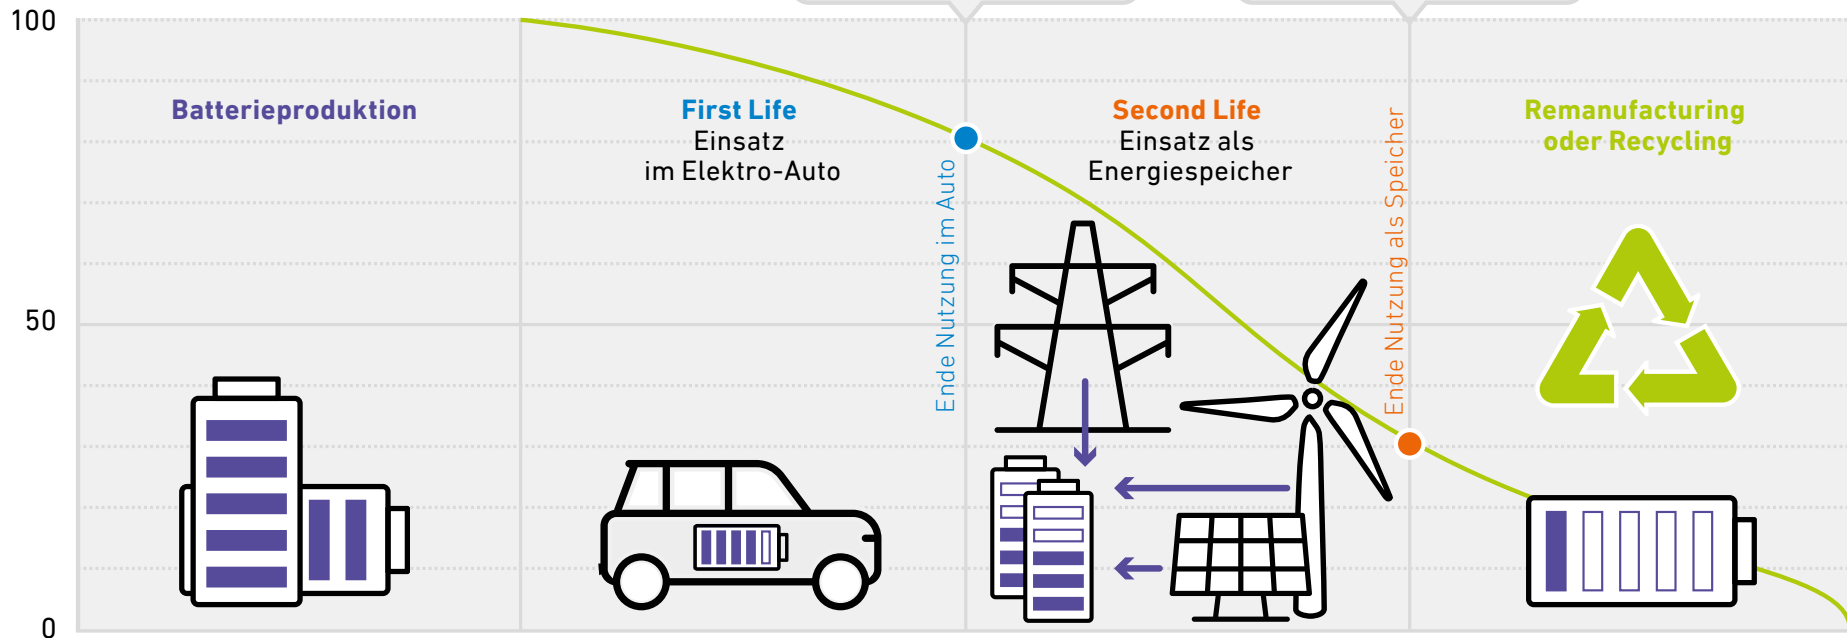 100
50
0
Batterieproduktion
First Life
Einsatz
im Elektro-Auto
Ende Nutzung im Auto
Second Life
Einsatz als
Energiespeicher
Ende Nutzung als Speicher
Remanufacturing
oder Recycling